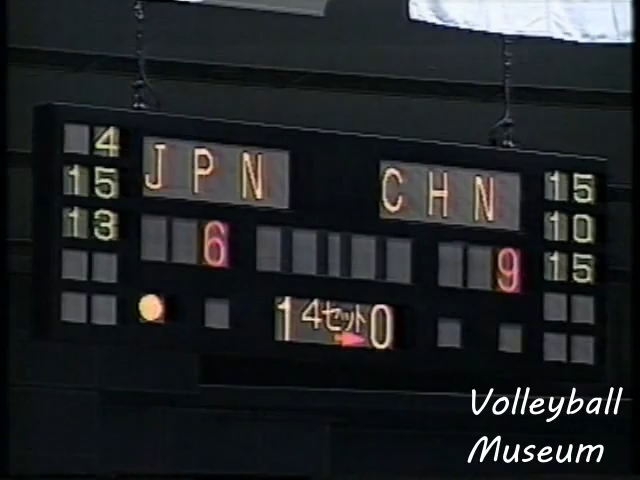 4 JPN CHN 15
15 10
13 6 9 15
1 4セット 0
Volleyball
Museum